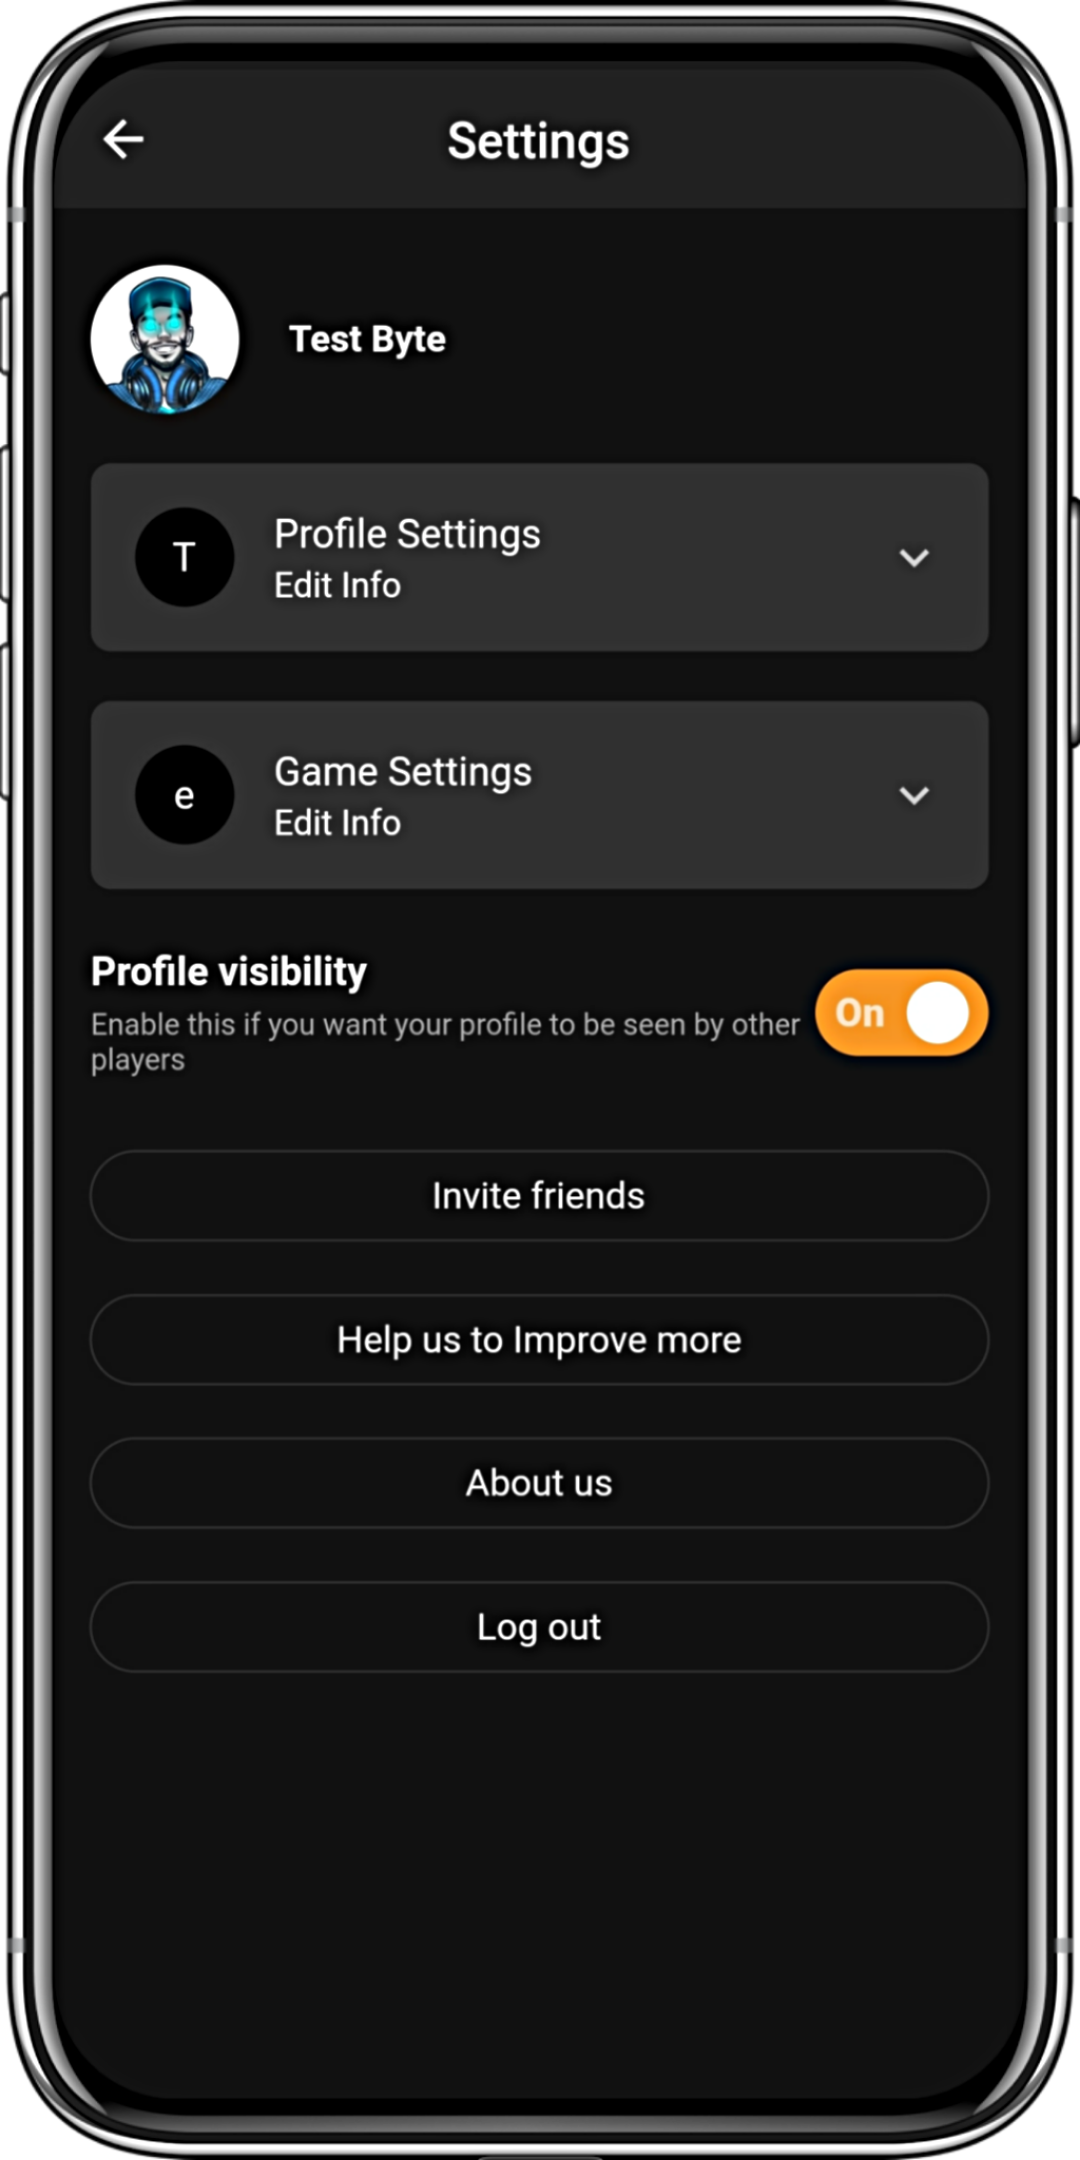 Settings
Test Byte
T
Profile Settings
Edit Info
e
Game Settings
Edit Info
Profile visibility
Enable this if you want your profile to be seen by other
players
On
Invite friends
Help us to Improve more
About us
Log out